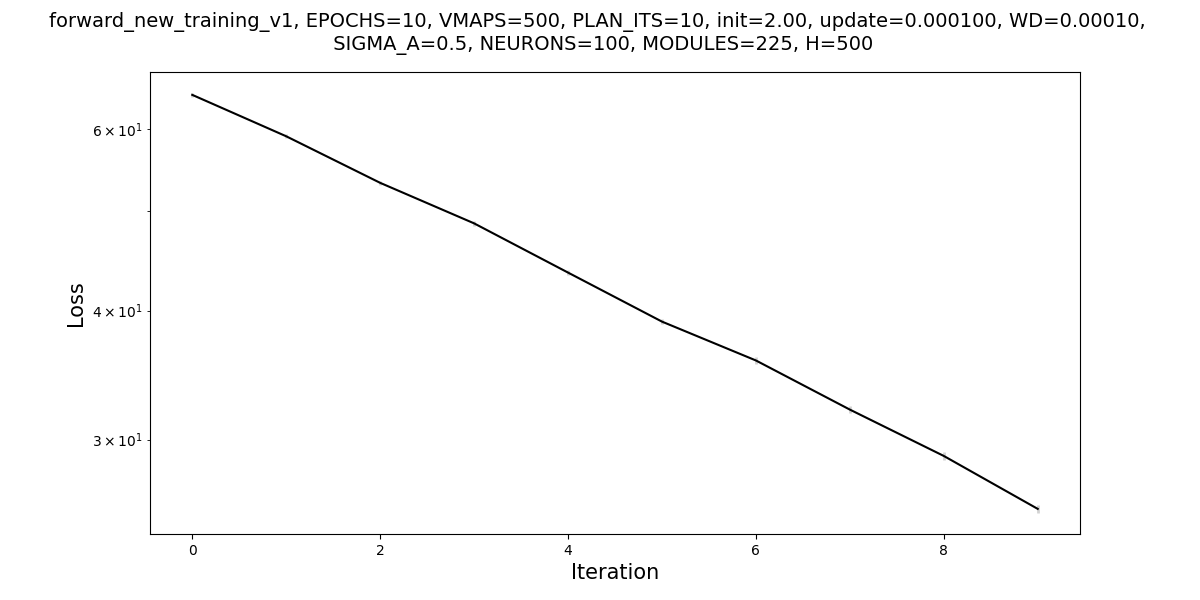 forward_new_training_v1, EPOCHS=10, VMAPS=500, PLAN_ITS=10, init=2.00, update=0.000100, WD=0.00010,
SIGMA_A=0.5, NEURONS=100, MODULES=225, H=500
6 × 10¹
4 × 10¹
3 × 10¹
Loss
0 2 4 6 8
Iteration